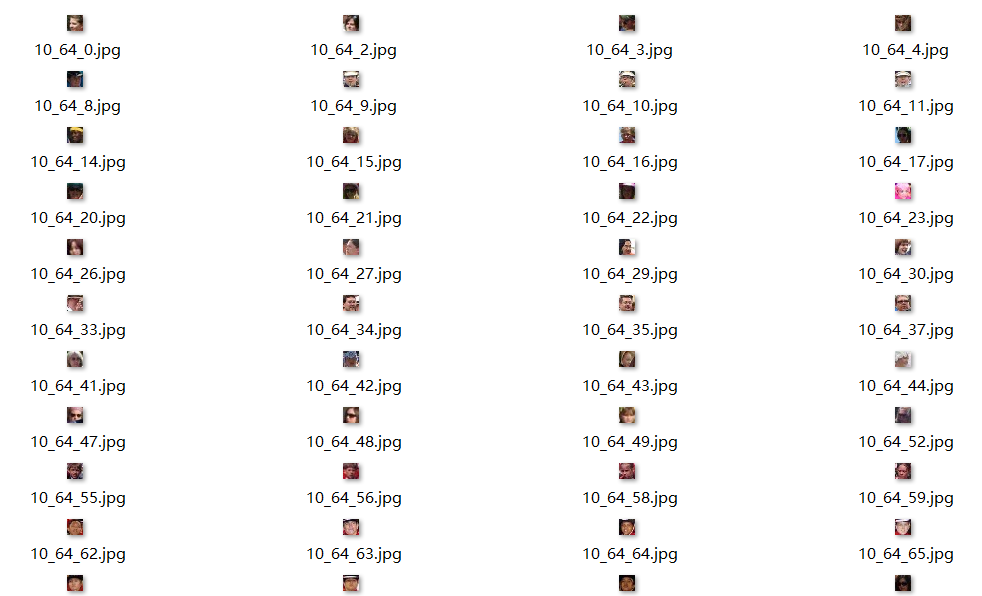 10_64_0.jpg 10_64_2.jpg 10_64_3.jpg 10_64_4.jpg
10_64_8.jpg 10_64_9.jpg 10_64_10.jpg 10_64_11.jpg
10_64_14.jpg 10_64_15.jpg 10_64_16.jpg 10_64_17.jpg
10_64_20.jpg 10_64_21.jpg 10_64_22.jpg 10_64_23.jpg
10_64_26.jpg 10_64_27.jpg 10_64_29.jpg 10_64_30.jpg
10_64_33.jpg 10_64_34.jpg 10_64_35.jpg 10_64_37.jpg
10_64_41.jpg 10_64_42.jpg 10_64_43.jpg 10_64_44.jpg
10_64_47.jpg 10_64_48.jpg 10_64_49.jpg 10_64_52.jpg
10_64_55.jpg 10_64_56.jpg 10_64_58.jpg 10_64_59.jpg
10_64_62.jpg 10_64_63.jpg 10_64_64.jpg 10_64_65.jpg